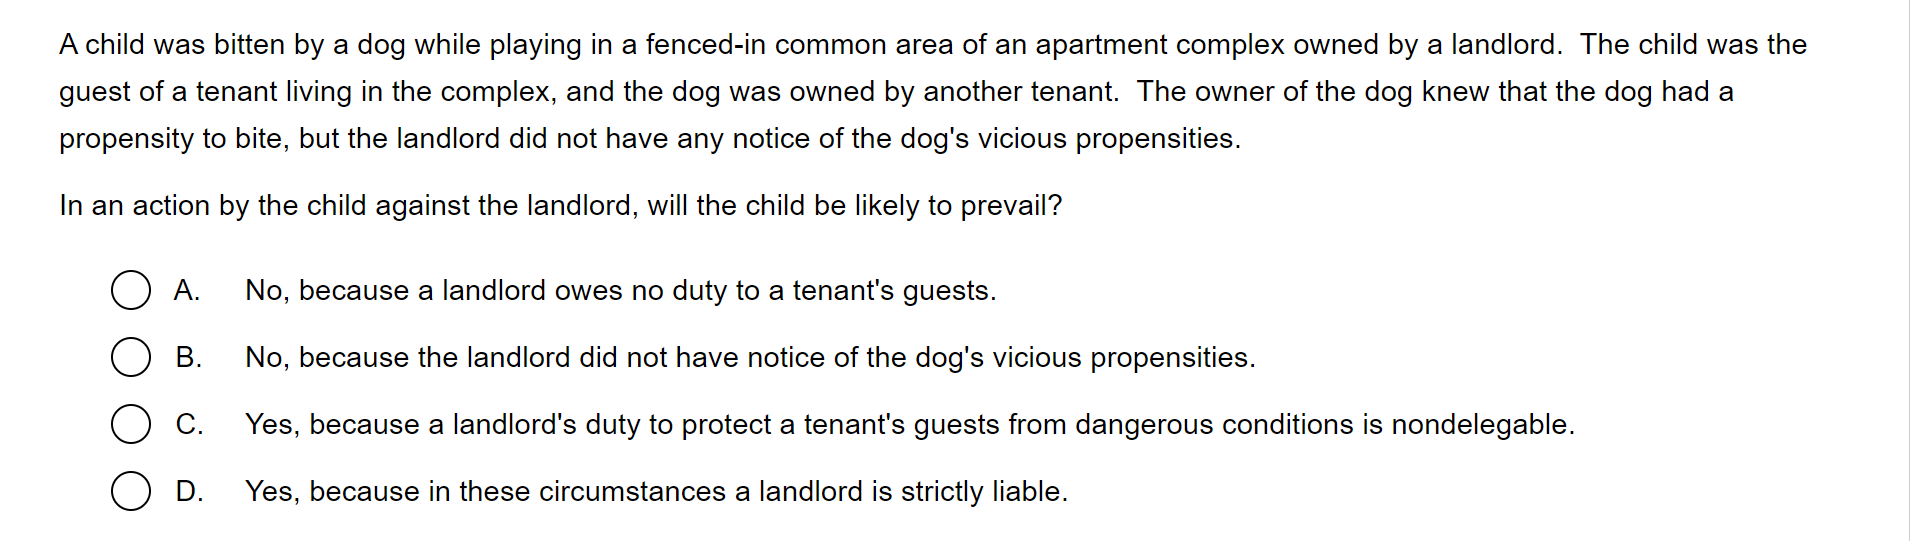 A child was bitten by a dog while playing in a fenced-in common area of an apartment complex owned by a landlord.  The child was the
guest of a tenant living in the complex, and the dog was owned by another tenant.  The owner of the dog knew that the dog had a
propensity to bite, but the landlord did not have any notice of the dog's vicious propensities.
In an action by the child against the landlord, will the child be likely to prevail?
A. No, because a landlord owes no duty to a tenant's guests.
B. No, because the landlord did not have notice of the dog's vicious propensities.
C. Yes, because a landlord's duty to protect a tenant's guests from dangerous conditions is nondelegable.
D. Yes, because in these circumstances a landlord is strictly liable.